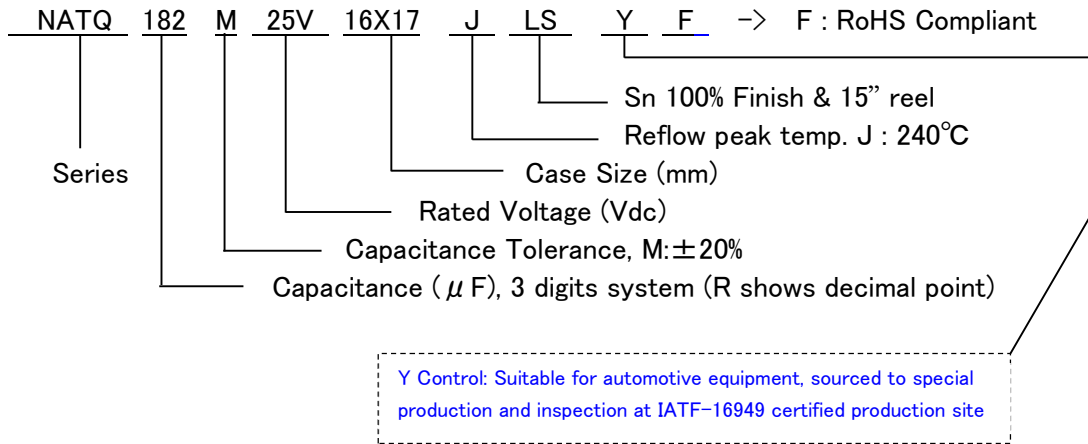 NATQ 182 M 25V 16X17 J LS Y F -> F : RoHS Compliant
Sn 100% Finish & 15” reel
Reflow peak temp. J : 240℃
Series
Case Size (mm)
Rated Voltage (Vdc)
Capacitance Tolerance, M:±20%
Capacitance (μF), 3 digits system (R shows decimal point)
Y Control: Suitable for automotive equipment, sourced to special
production and inspection at IATF-16949 certified production site